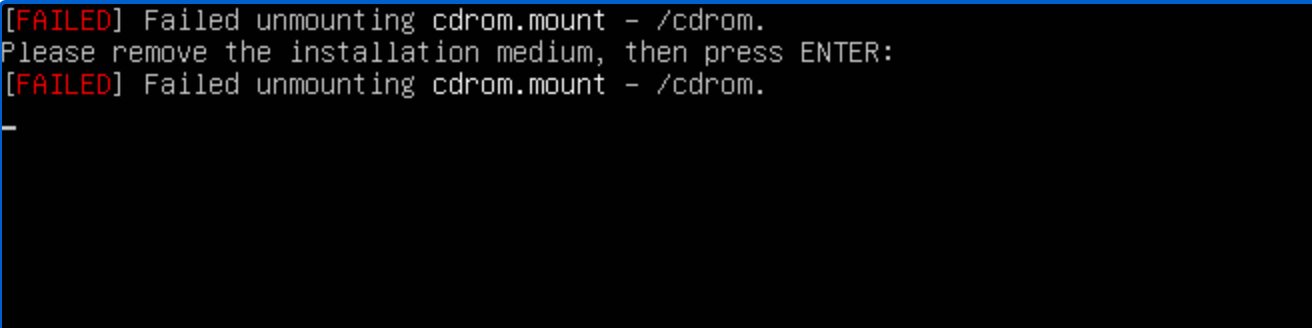 [FAILED] Failed unmounting cdrom.mount - /cdrom.
Please remove the installation medium, then press ENTER:
[FAILED] Failed unmounting cdrom.mount - /cdrom.